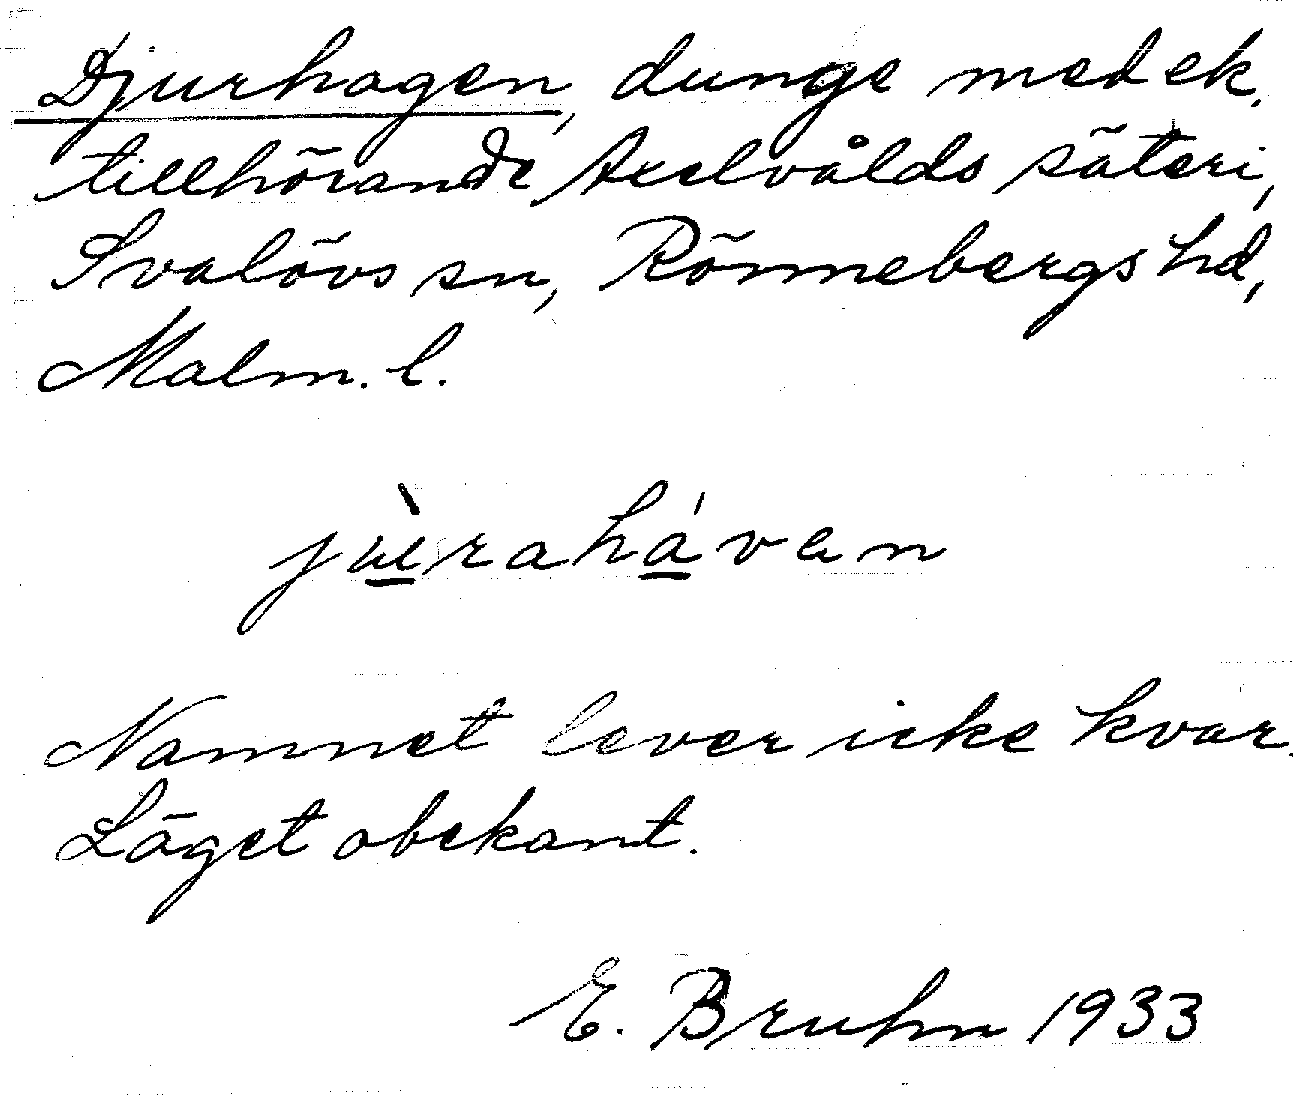 Djurhagen, dunge med ek,
tillhörande Axelvålds säteri,
Svalövs sn, Rönnebergs hd,
Malm. l.
jùrahávan
Namnet lever icke kvar.
Läget obekant.
E. Bruhn 1933